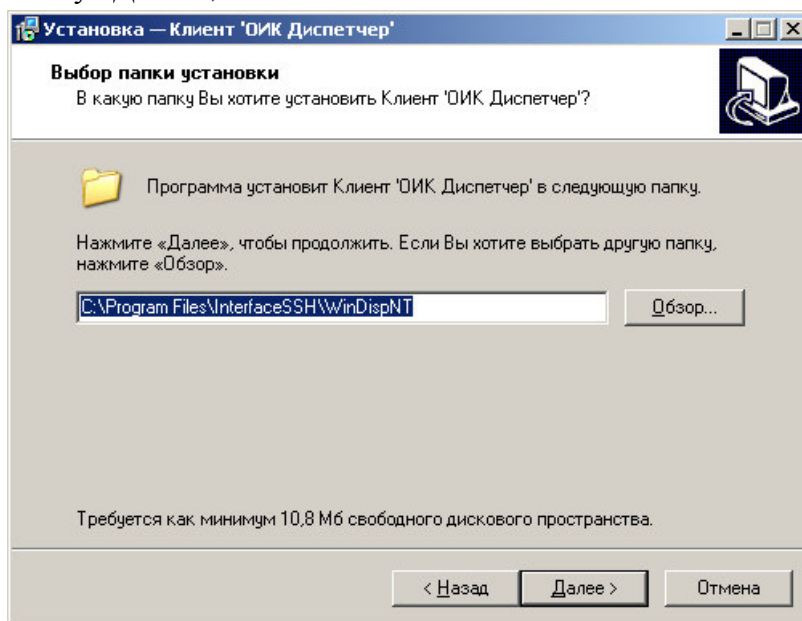 Установка — Клиент 'ОИК Диспетчер'
Выбор папки установки
В какую папку Вы хотите установить Клиент 'ОИК Диспетчер'?
Программа установит Клиент 'ОИК Диспетчер' в следующую папку.
Нажмите «Далее», чтобы продолжить. Если Вы хотите выбрать другую папку,
нажмите «Обзор».
C:\Program Files\InterfaceSSH\WinDispNT
Обзор...
Требуется как минимум 10,8 Мб свободного дискового пространства.
< Назад
Далее >
Отмена